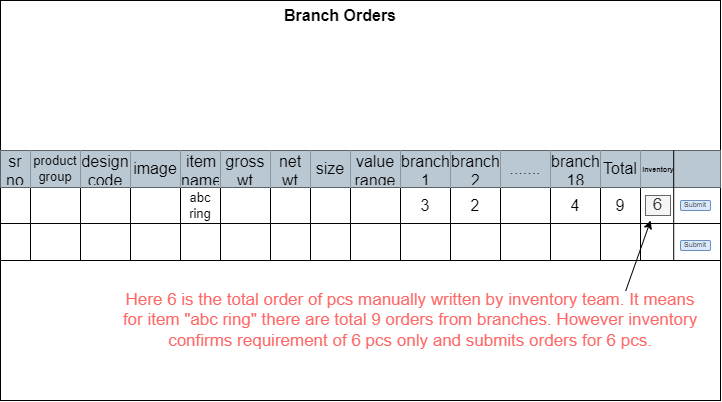 Branch Orders
sr no
product group
design code
image
item name
gross wt
net wt
size
value range
branch 1
branch 2
.......
branch 18
Total
Inventory
abc ring
3
2
4
9
6
Submit
Submit
Here 6 is the total order of pcs manually written by inventory team. It means
for item "abc ring" there are total 9 orders from branches. However inventory
confirms requirement of 6 pcs only and submits orders for 6 pcs.